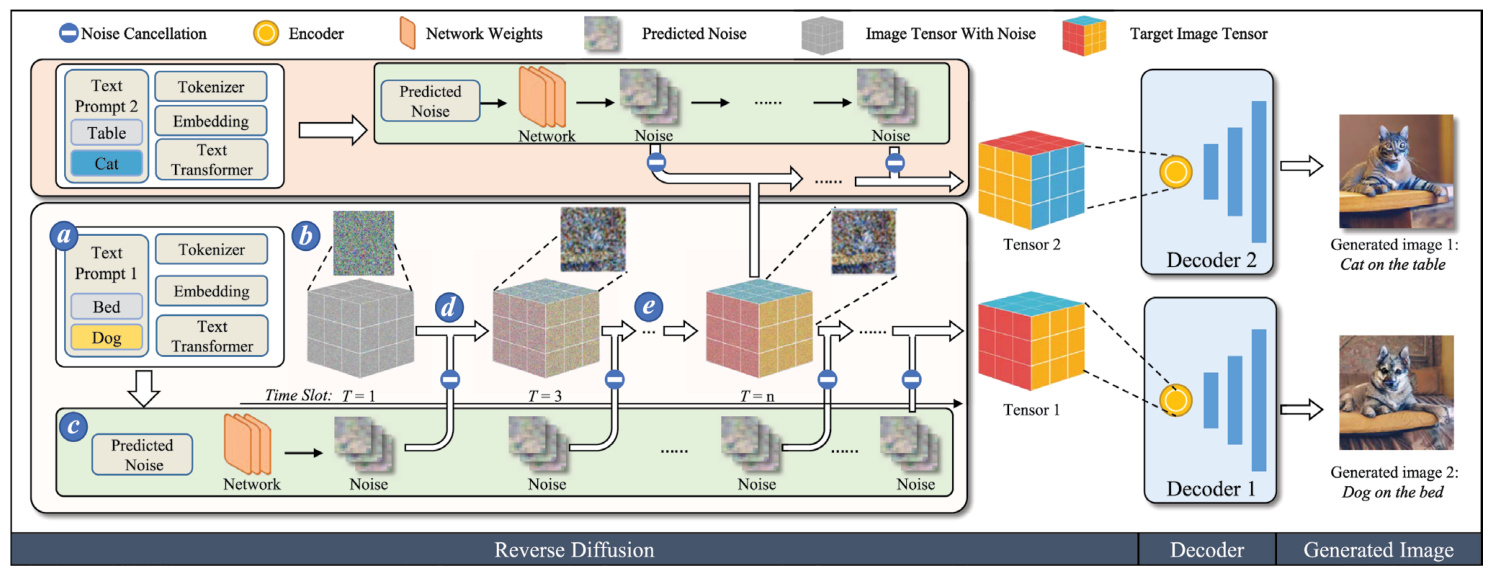 Noise Cancellation
Encoder
Network Weights
Predicted Noise
Image Tensor With Noise
Target Image Tensor
Text
Prompt 2
Table
Cat
Tokenizer
Embedding
Text
Transformer
Predicted
Noise
Network
Noise
......
Noise
......
a
Text
Prompt 1
Bed
Dog
Tokenizer
Embedding
Text
Transformer
b
d
e
...
......
Time Slot:
T = 1
T = 3
T = n
c
Predicted
Noise
Network
Noise
Noise
......
Noise
......
Noise
Tensor 2
Tensor 1
Decoder 2
Decoder 1
Generated image 1:
Cat on the table
Generated image 2:
Dog on the bed
Reverse Diffusion
Decoder
Generated Image